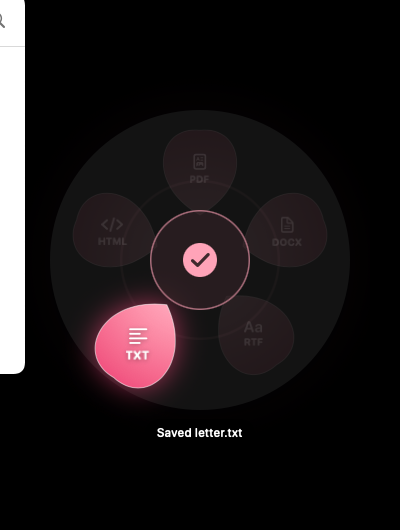 PDF
</> HTML
DOCX
TXT
Aa
RTF
Saved letter.txt